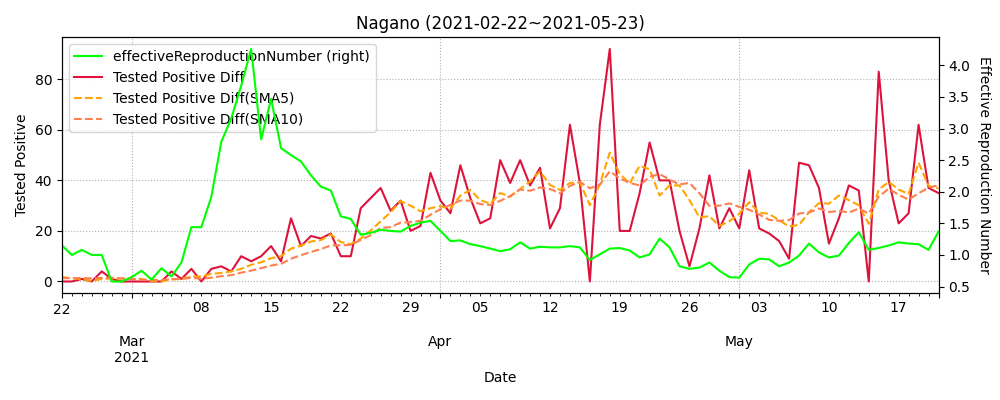 Nagano (2021-02-22~2021-05-23)
effectiveReproductionNumber (right)
Tested Positive Diff
Tested Positive Diff(SMA5)
Tested Positive Diff(SMA10)
Tested Positive
80
60
40
20
0
4.0
3.5
3.0
2.5
2.0
1.5
1.0
0.5
Effective Reproduction Number
22 08 15 22 29 05 12 19 26 03 10 17
Mar Apr May
2021
Date